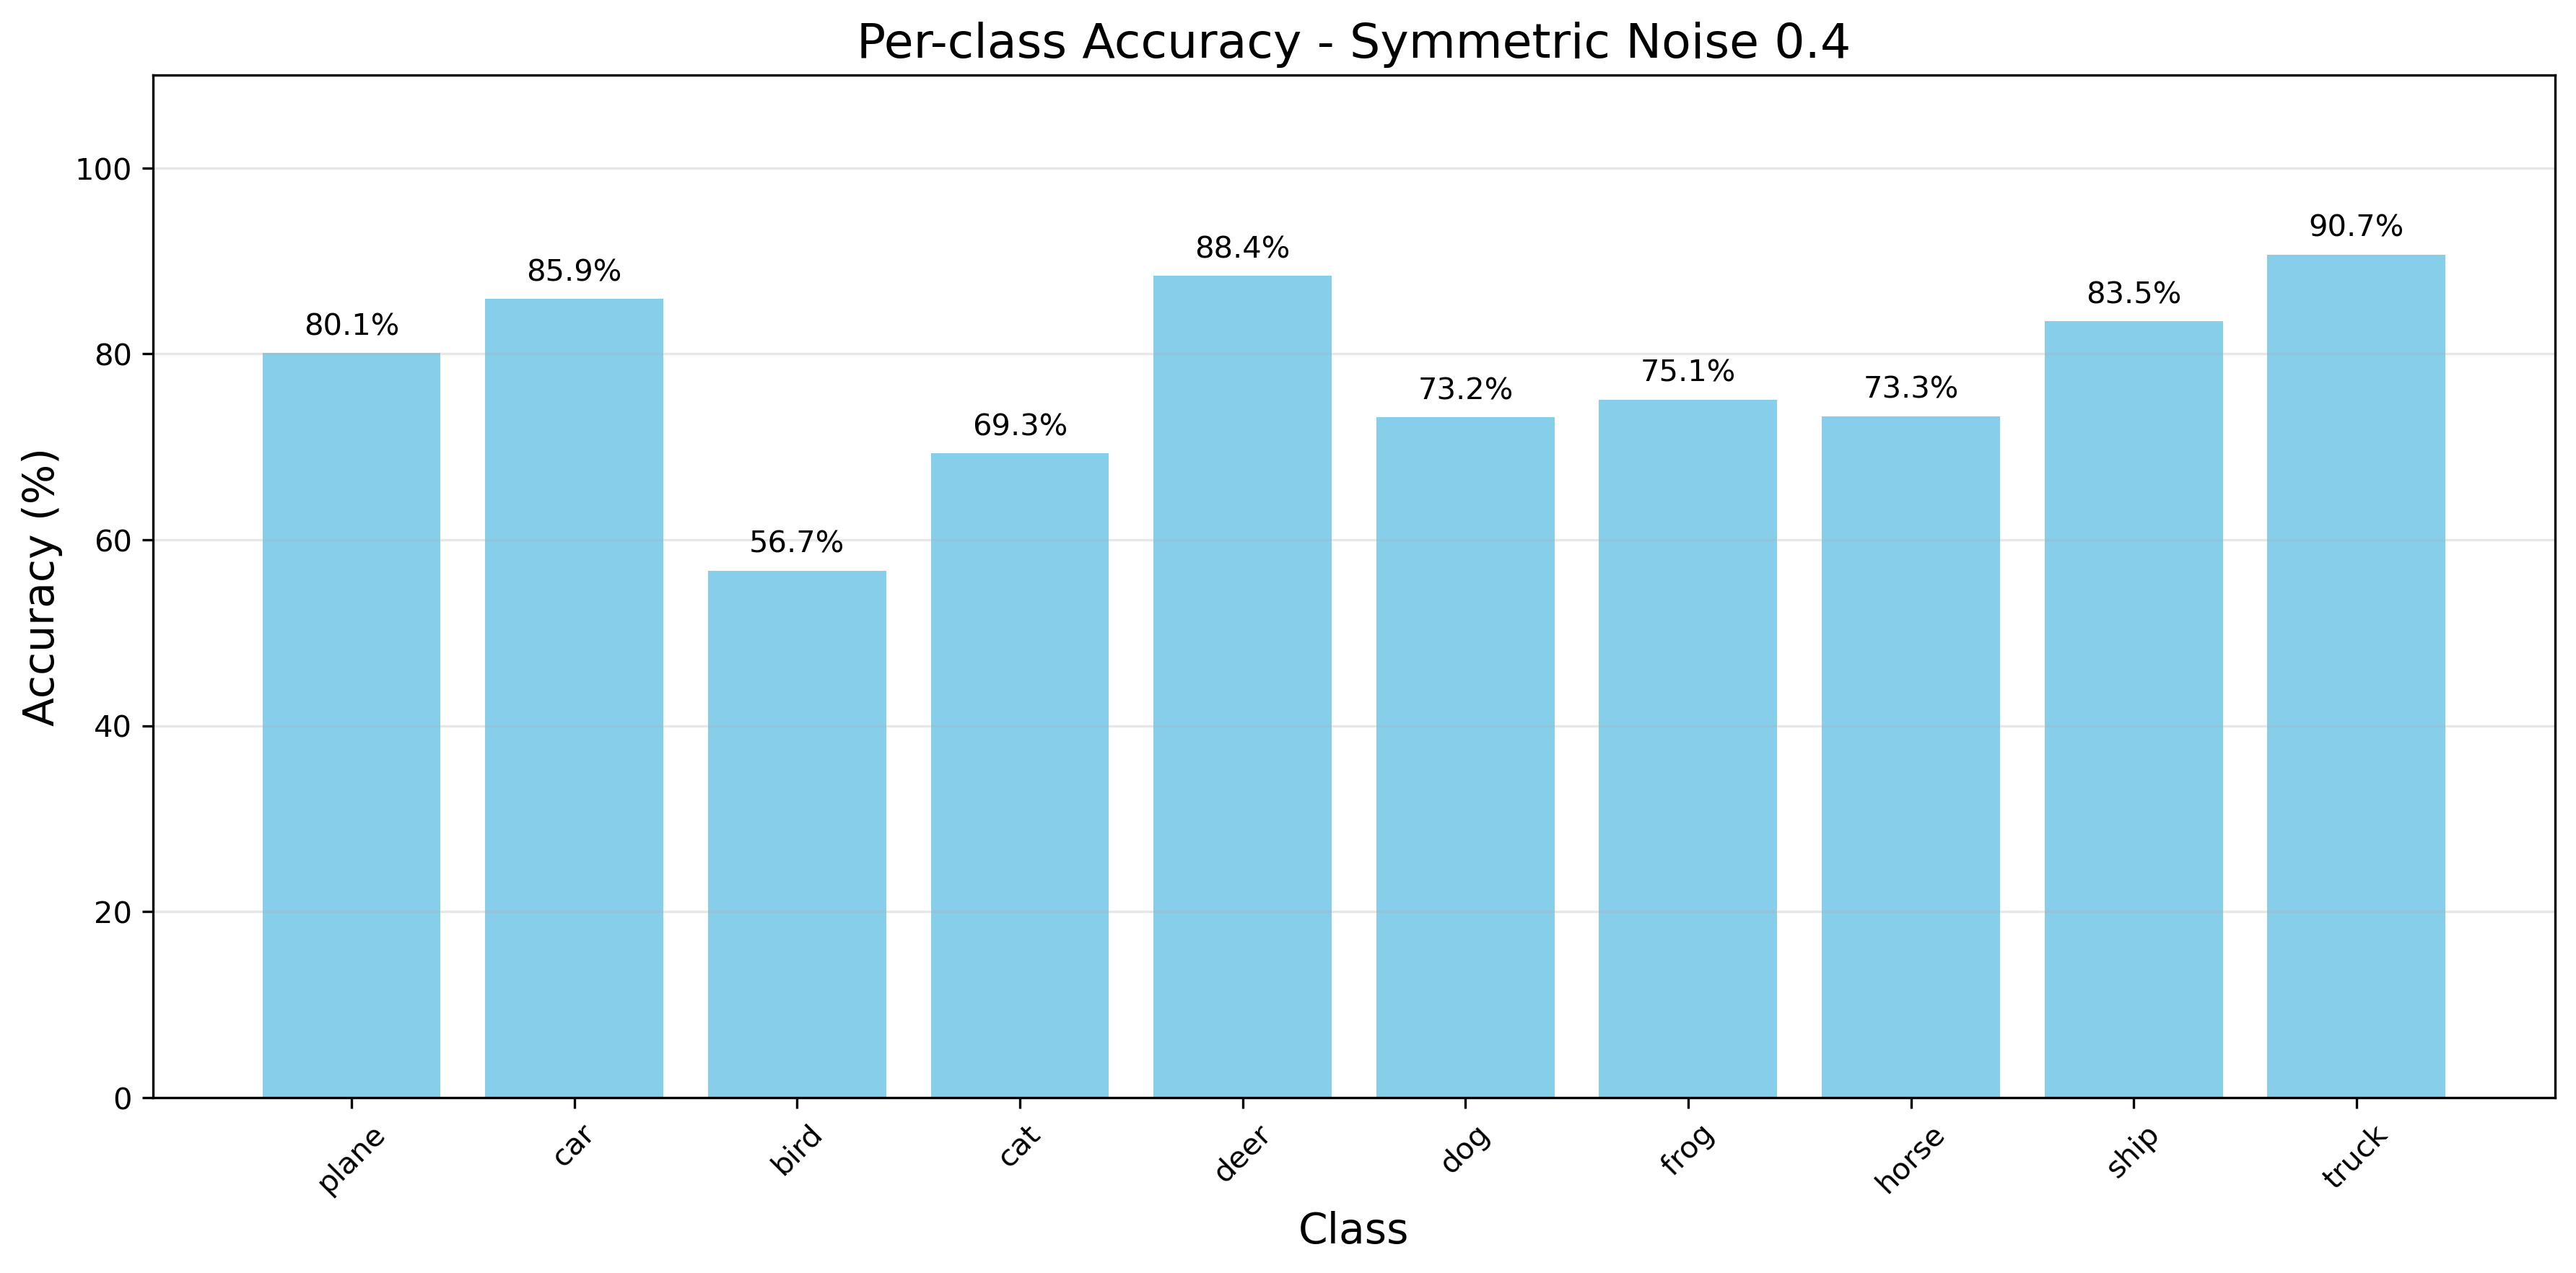 Per-class Accuracy - Symmetric Noise 0.4
Accuracy (%)
100
80
60
40
20
0
80.1%
85.9%
56.7%
69.3%
88.4%
73.2%
75.1%
73.3%
83.5%
90.7%
plane
car
bird
cat
deer
dog
frog
horse
ship
truck
Class